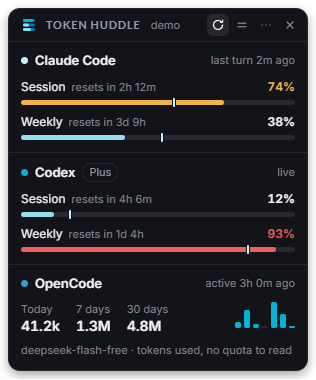 TOKEN HUDDLE demo
Claude Code last turn 2m ago
Session resets in 2h 12m 74%
Weekly resets in 3d 9h 38%
Codex Plus live
Session resets in 4h 6m 12%
Weekly resets in 1d 4h 93%
OpenCode active 3h 0m ago
Today 7 days 30 days
41.2k 1.3M 4.8M
deepseek-flash-free · tokens used, no quota to read